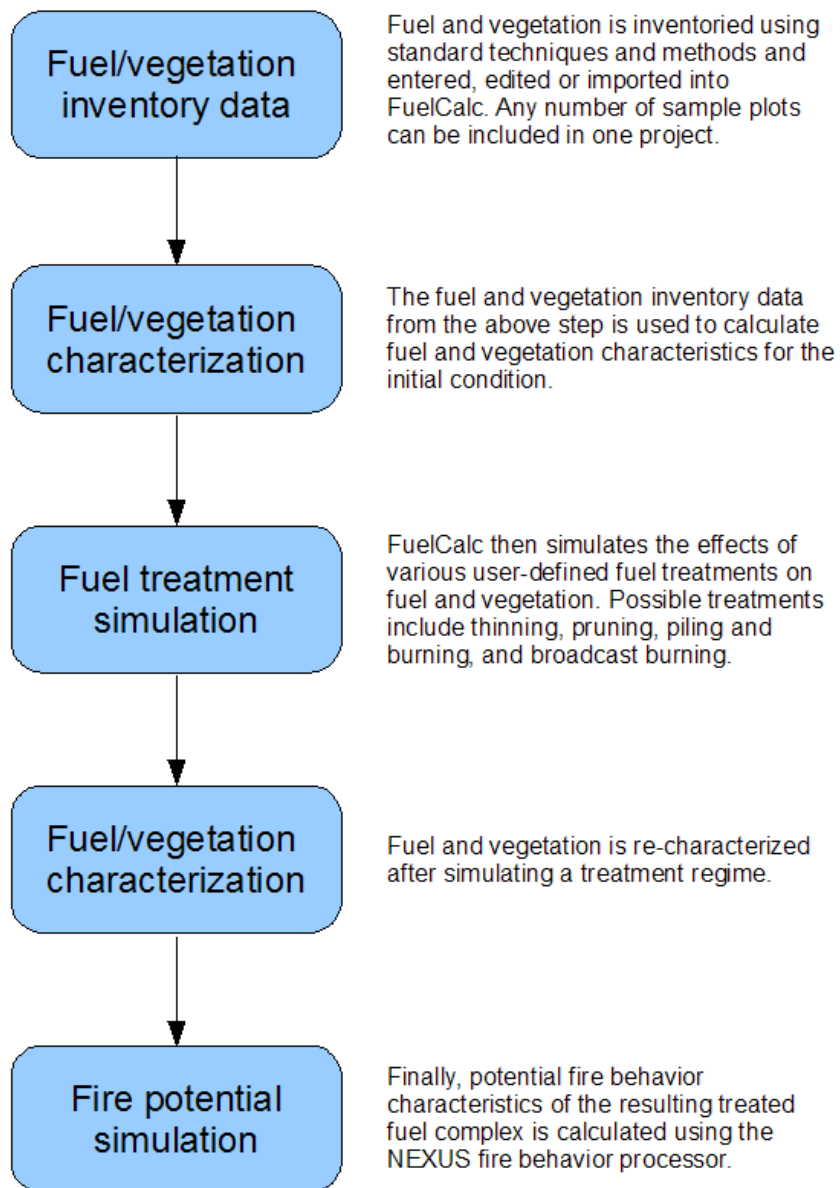 Fuel/vegetation
inventory data
Fuel and vegetation is inventoried using
standard techniques and methods and
entered, edited or imported into
FuelCalc. Any number of sample plots
can be included in one project.
Fuel/vegetation
characterization
The fuel and vegetation inventory data
from the above step is used to calculate
fuel and vegetation characteristics for the
initial condition.
Fuel treatment
simulation
FuelCalc then simulates the effects of
various user-defined fuel treatments on
fuel and vegetation. Possible treatments
include thinning, pruning, piling and
burning, and broadcast burning.
Fuel/vegetation
characterization
Fuel and vegetation is re-characterized
after simulating a treatment regime.
Fire potential
simulation
Finally, potential fire behavior
characteristics of the resulting treated
fuel complex is calculated using the
NEXUS fire behavior processor.